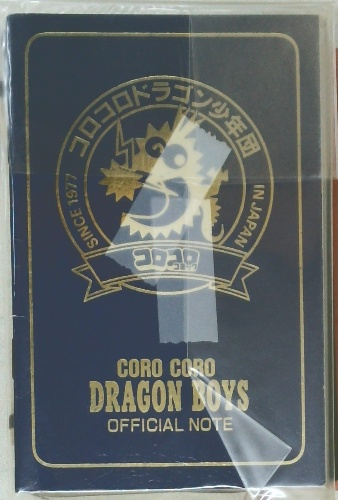 コロコロドラゴン少年団
SINCE 1977
IN JAPAN
コロコロ
CORO CORO
DRAGON BOYS
OFFICIAL NOTE